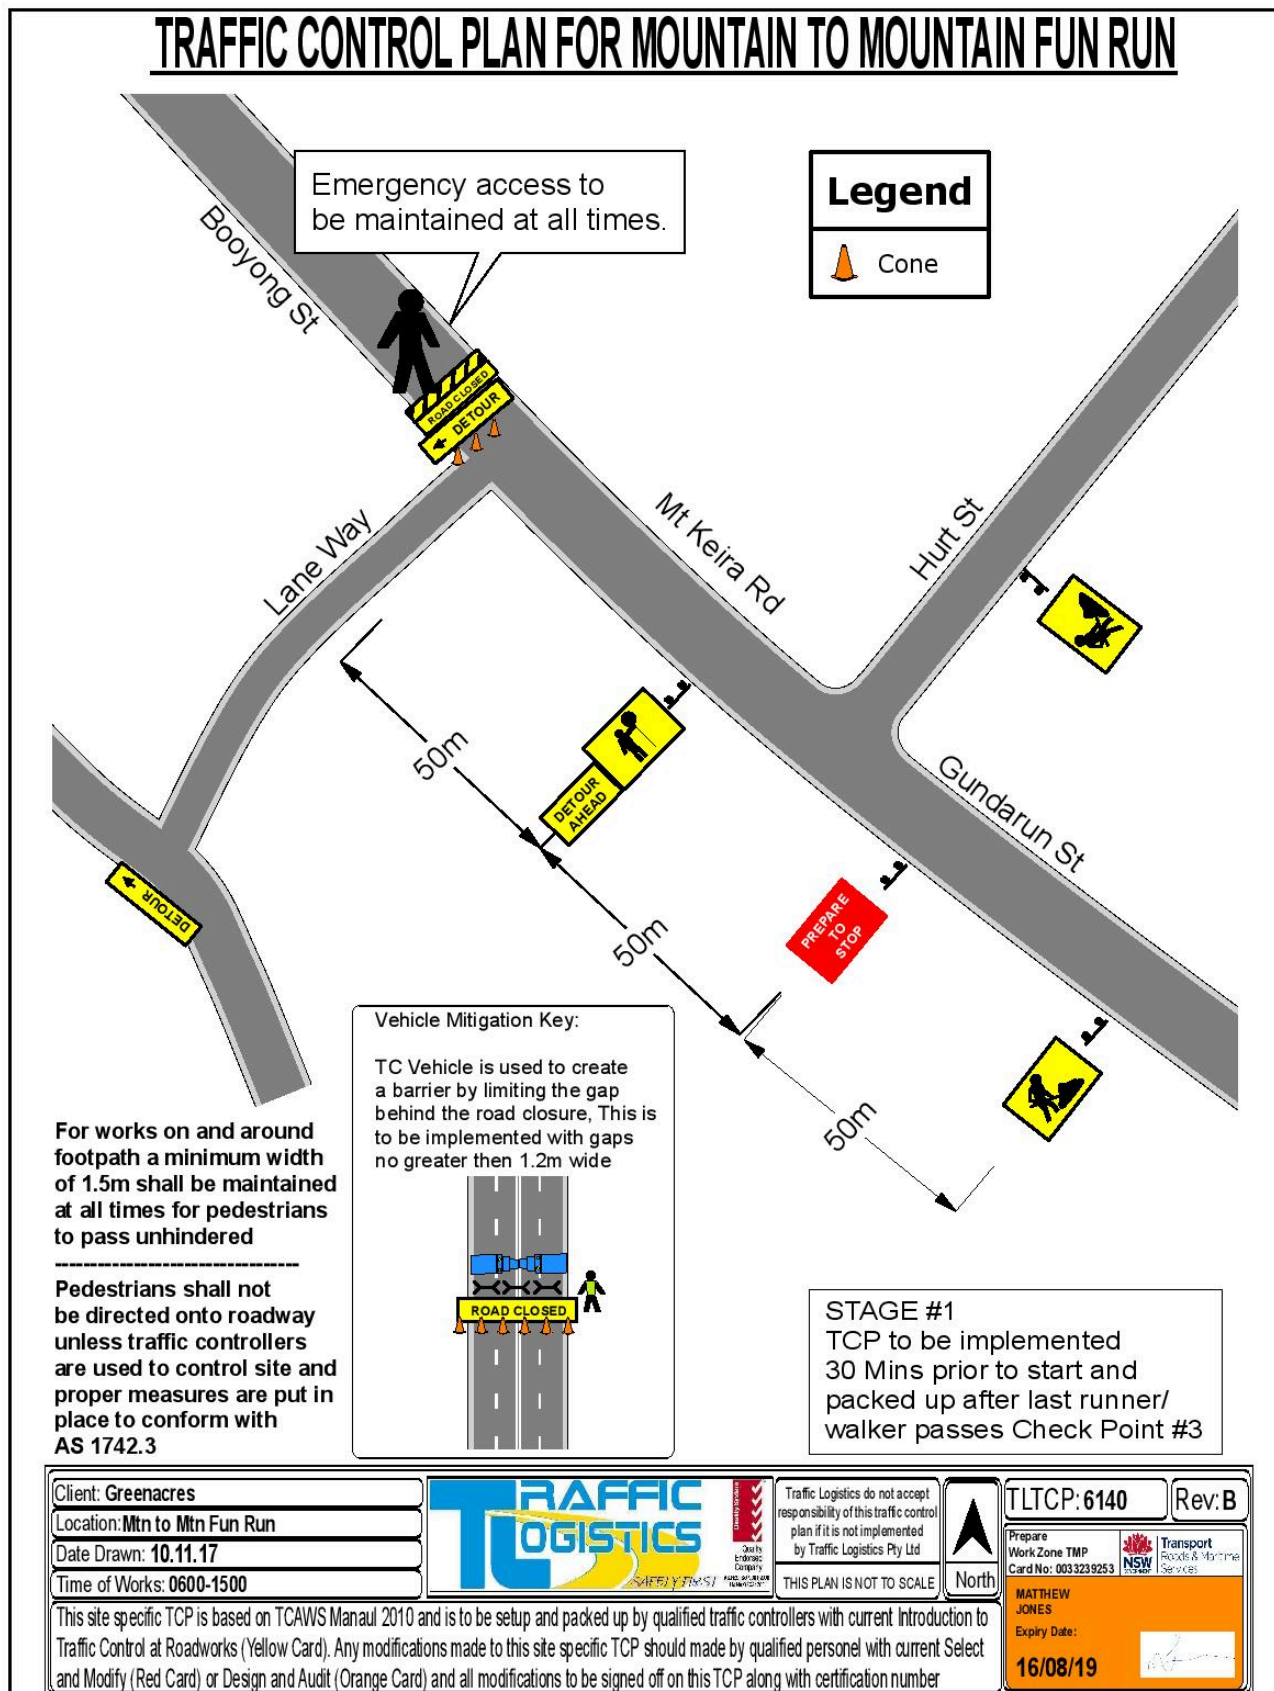 TRAFFIC CONTROL PLAN FOR MOUNTAIN TO MOUNTAIN FUN RUN
Emergency access to
be maintained at all times.
Legend
Cone
Booyong St
ROAD CLOSED
DETOUR
Lane Way
Mt Keira Rd
Hurt St
50m
DETOUR
AHEAD
Gundarun St
50m
PREPARE
TO
STOP
DETOUR
50m
Vehicle Mitigation Key:
TC Vehicle is used to create
a barrier by limiting the gap
behind the road closure, This is
to be implemented with gaps
no greater then 1.2m wide
ROAD CLOSED
For works on and around
footpath a minimum width
of 1.5m shall be maintained
at all times for pedestrians
to pass unhindered
-----------------------------------
Pedestrians shall not
be directed onto roadway
unless traffic controllers
are used to control site and
proper measures are put in
place to conform with
AS 1742.3
STAGE #1
TCP to be implemented
30 Mins prior to start and
packed up after last runner/
walker passes Check Point #3
Client: Greenacres
Location:Mtn to Mtn Fun Run
Date Drawn: 10.11.17
Time of Works: 0600-1500
TRAFFIC
LOGISTICS
SAFELY FIRST
Quality
Endorsed
Company
Traffic Logistics do not accept
responsibility of this traffic control
plan if it is not implemented
by Traffic Logistics Pty Ltd
THIS PLAN IS NOT TO SCALE
North
TLTCP: 6140
Rev: B
Prepare
Work Zone TMP
Card No: 0033239253
NSW
Transport
Roads & Maritime
Services
MATTHEW
JONES
Expiry Date:
16/08/19
This site specific TCP is based on TCAWS Manaul 2010 and is to be setup and packed up by qualified traffic controllers with current Introduction to
Traffic Control at Roadworks (Yellow Card). Any modifications made to this site specific TCP should made by qualified personel with current Select
and Modify (Red Card) or Design and Audit (Orange Card) and all modifications to be signed off on this TCP along with certification number